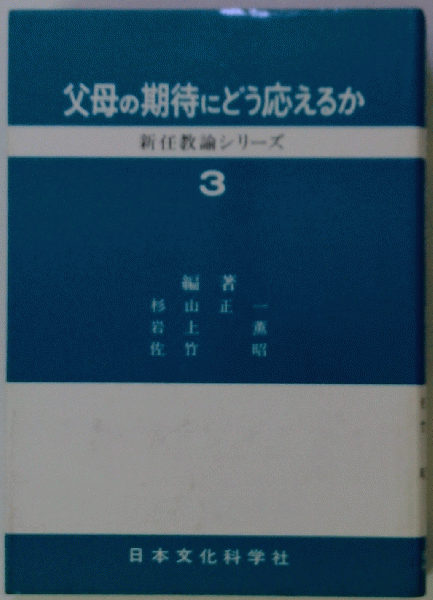 父母の期待にどう応えるか
新任教諭シリーズ
3
編著
杉山正一
岩上薫
佐竹昭
日本文化科学社